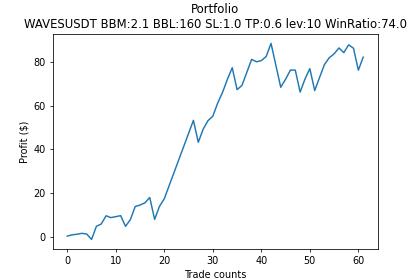 Portfolio
WAVESUSDT BBM:2.1 BBL:160 SL:1.0 TP:0.6 lev:10 WinRatio:74.0
80
60
40
20
0
Profit ($)
0 10 20 30 40 50 60
Trade counts